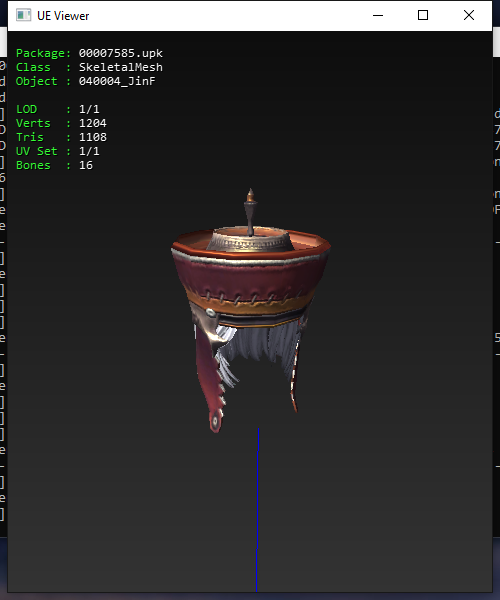 UE Viewer
Package: 00007585.upk
Class : SkeletalMesh
Object : 040004_JinF
LOD : 1/1
Verts : 1204
Tris : 1108
UV Set : 1/1
Bones : 16